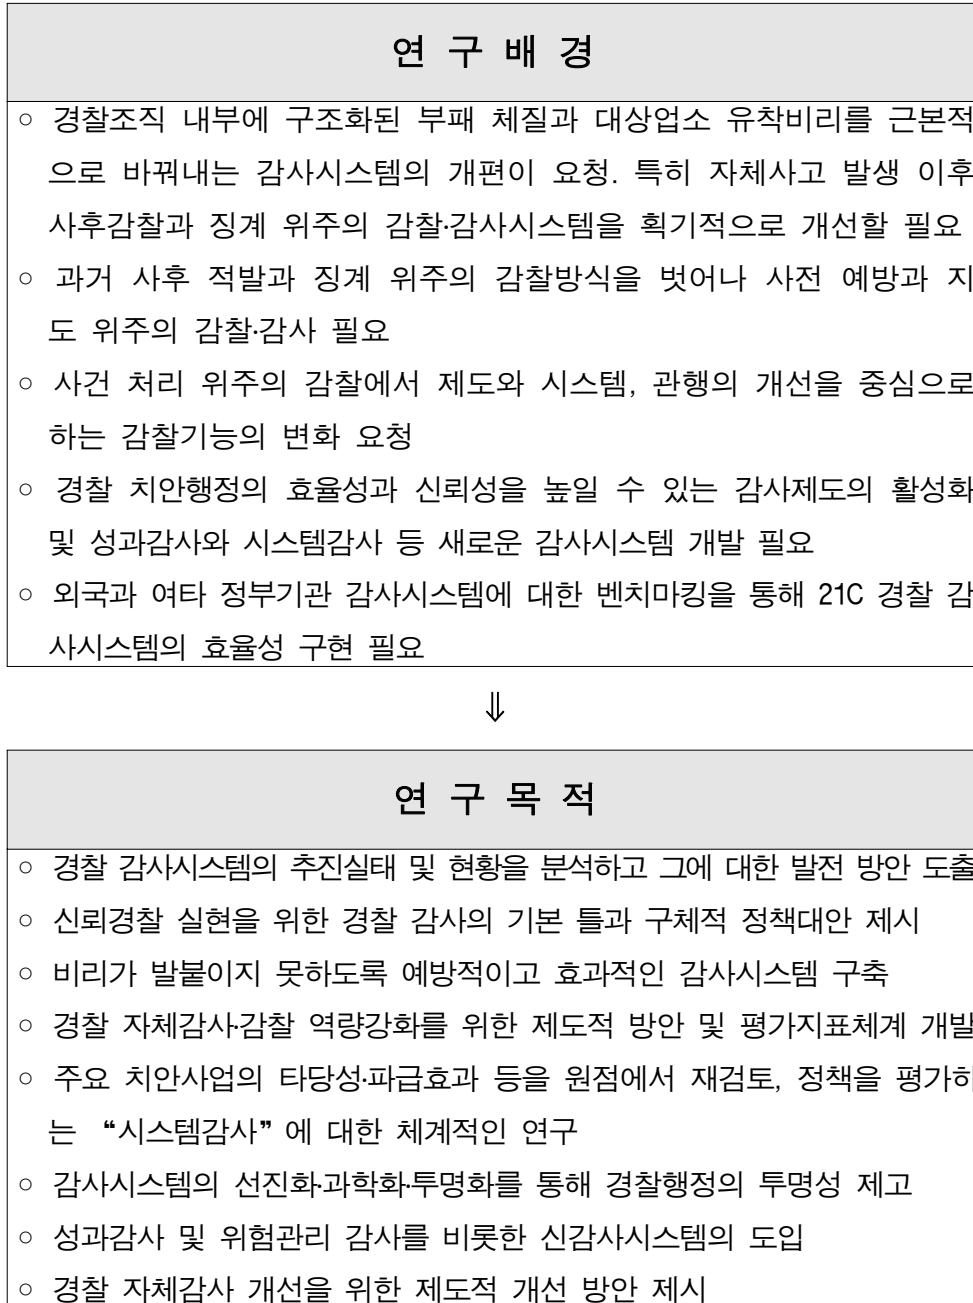 연 구 배 경
○ 경찰조직 내부에 구조화된 부패 체질과 대상업소 유착비리를 근본적
으로 바꿔내는 감사시스템의 개편이 요청. 특히 자체사고 발생 이후
사후감찰과 징계 위주의 감찰·감사시스템을 획기적으로 개선할 필요
○ 과거 사후 적발과 징계 위주의 감찰방식을 벗어나 사전 예방과 지
도 위주의 감찰·감사 필요
○ 사건 처리 위주의 감찰에서 제도와 시스템, 관행의 개선을 중심으로
하는 감찰기능의 변화 요청
○ 경찰 치안행정의 효율성과 신뢰성을 높일 수 있는 감사제도의 활성화
및 성과감사와 시스템감사 등 새로운 감사시스템 개발 필요
○ 외국과 여타 정부기관 감사시스템에 대한 벤치마킹을 통해 21C 경찰 감
사시스템의 효율성 구현 필요
⇓
연 구 목 적
○ 경찰 감사시스템의 추진실태 및 현황을 분석하고 그에 대한 발전 방안 도출
○ 신뢰경찰 실현을 위한 경찰 감사의 기본 틀과 구체적 정책대안 제시
○ 비리가 발붙이지 못하도록 예방적이고 효과적인 감사시스템 구축
○ 경찰 자체감사·감찰 역량강화를 위한 제도적 방안 및 평가지표체계 개발
○ 주요 치안사업의 타당성·파급효과 등을 원점에서 재검토, 정책을 평가하
는 “시스템감사”에 대한 체계적인 연구
○ 감사시스템의 선진화·과학화·투명화를 통해 경찰행정의 투명성 제고
○ 성과감사 및 위험관리 감사를 비롯한 신감사시스템의 도입
○ 경찰 자체감사 개선을 위한 제도적 개선 방안 제시